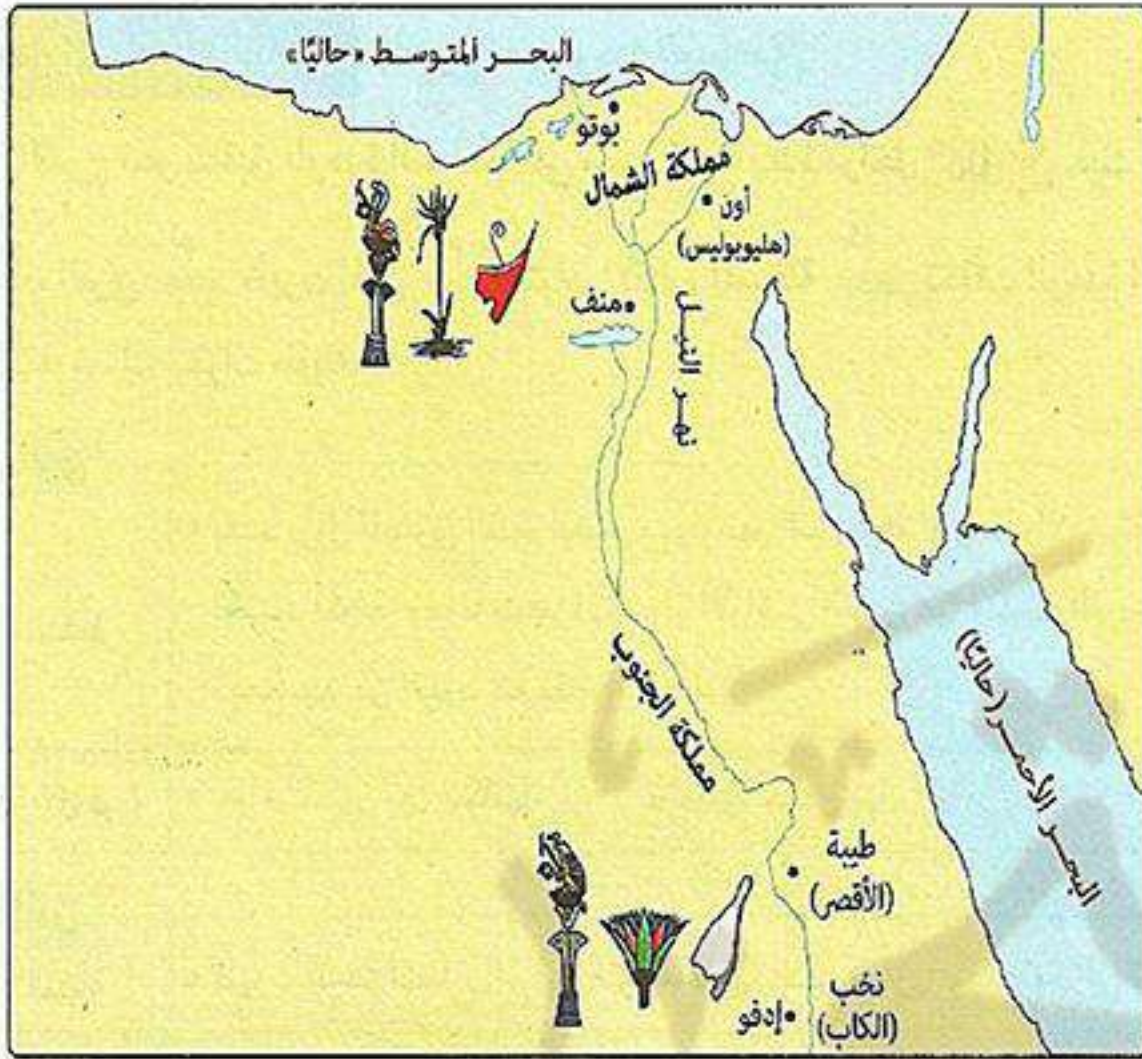 البحر المتوسط «حاليًا»
بوتو
مملكة الشمال
أون
(هليوبوليس)
منف
نهر النيل
مملكة الجنوب
البحر الأحمر (حاليًا)
طيبة
(الأقصر)
نخب
(الكاب)
إدفو